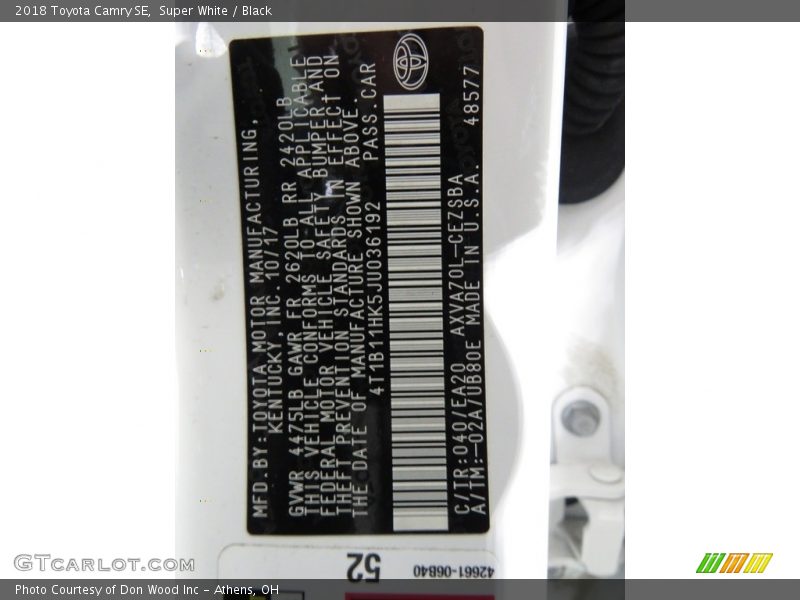 2018 Toyota Camry SE,  Super White / Black
MFD.BY:TOYOTA MOTOR MANUFACTURING,
KENTUCKY,INC. 10/17
GVWR 4475LB GAWR FR 2620LB RR 2420LB
THIS VEHICLE CONFORMS TO ALL APPLICABLE
FEDERAL MOTOR VEHICLE SAFETY BUMPER AND
THEFT PREVENTION STANDARDS IN EFFECT ON
THE DATE OF MANUFACTURE SHOWN ABOVE.
4T1B11HK5JU036192 PASS.CAR
C/TR:040/EA20 AXVA70L-CEZSBA
A/TM:-02A/UB80E MADE IN U.S.A. 48577
52
42661-06B40
GTCarLot.com
Photo Courtesy of Don Wood Inc - Athens, OH